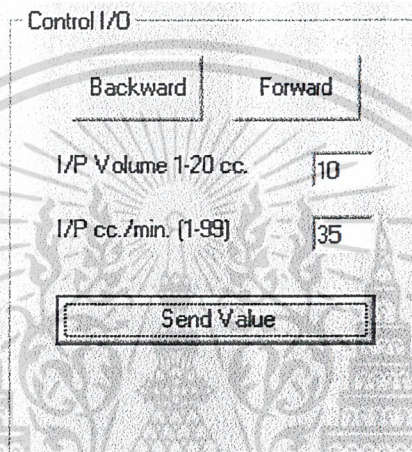 Control I/O
Backward Forward
I/P Volume 1-20 cc. 10
I/P cc./min. (1-99) 35
Send Value